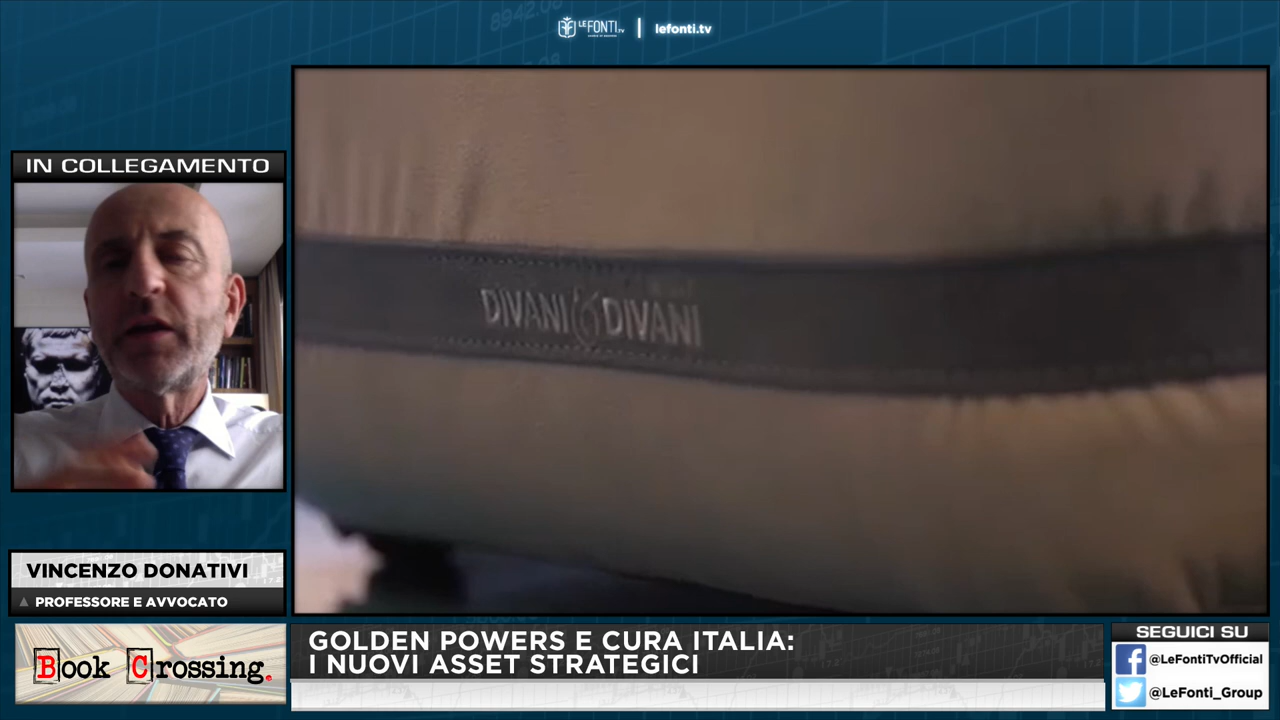 LE FONTI.TV
lefonti.tv
IN COLLEGAMENTO
DIVANI&DIVANI
VINCENZO DONATIVI
PROFESSORE E AVVOCATO
Book Crossing.
GOLDEN POWERS E CURA ITALIA:
I NUOVI ASSET STRATEGICI
SEGUICI SU
@LeFontiTvOfficial
@LeFonti_Group